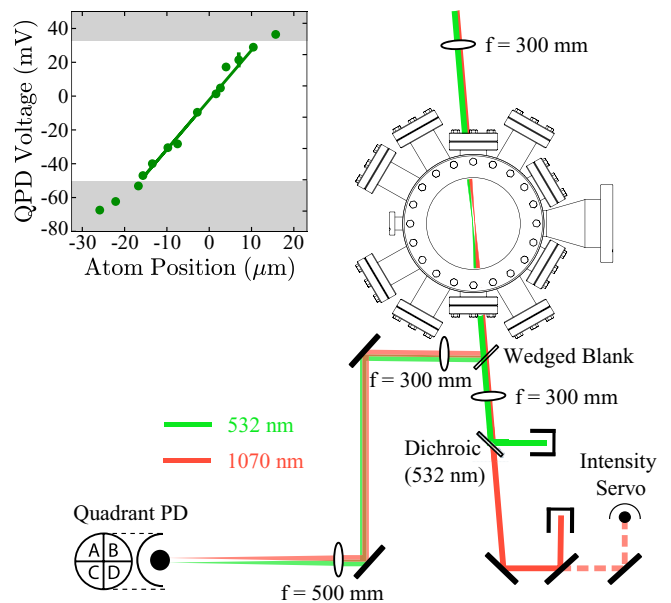 40
20
0
-20
-40
-60
-80
QPD Voltage (mV)
-30
-20
-10
0
10
20
Atom Position (μm)
f = 300 mm
Wedged Blank
f = 300 mm
f = 300 mm
532 nm
1070 nm
Dichroic
(532 nm)
Intensity
Servo
Quadrant PD
A B
C D
f = 500 mm